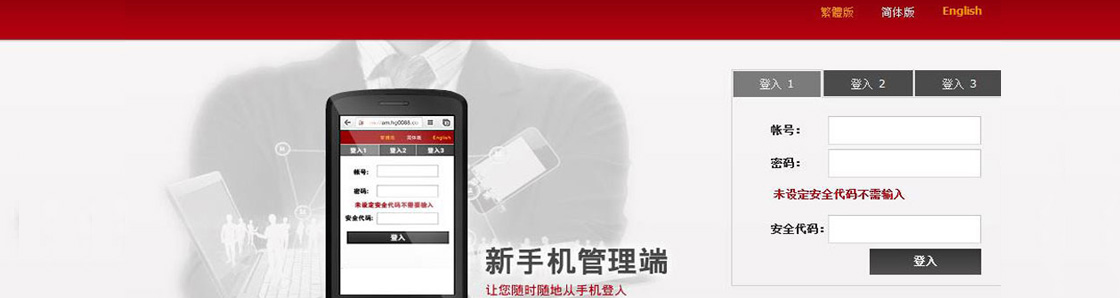 繁體版 简体版 English
登入 1 登入 2 登入 3
帐号：
密码：
未设定安全代码不需输入
安全代码：
登入
am.hg0088.co
繁體版 简体版 English
登入1 登入2 登入3
帐号：
密码：
未设定安全代码不需要输入
安全代码：
登入
新手机管理端
让您随时随地从手机登入